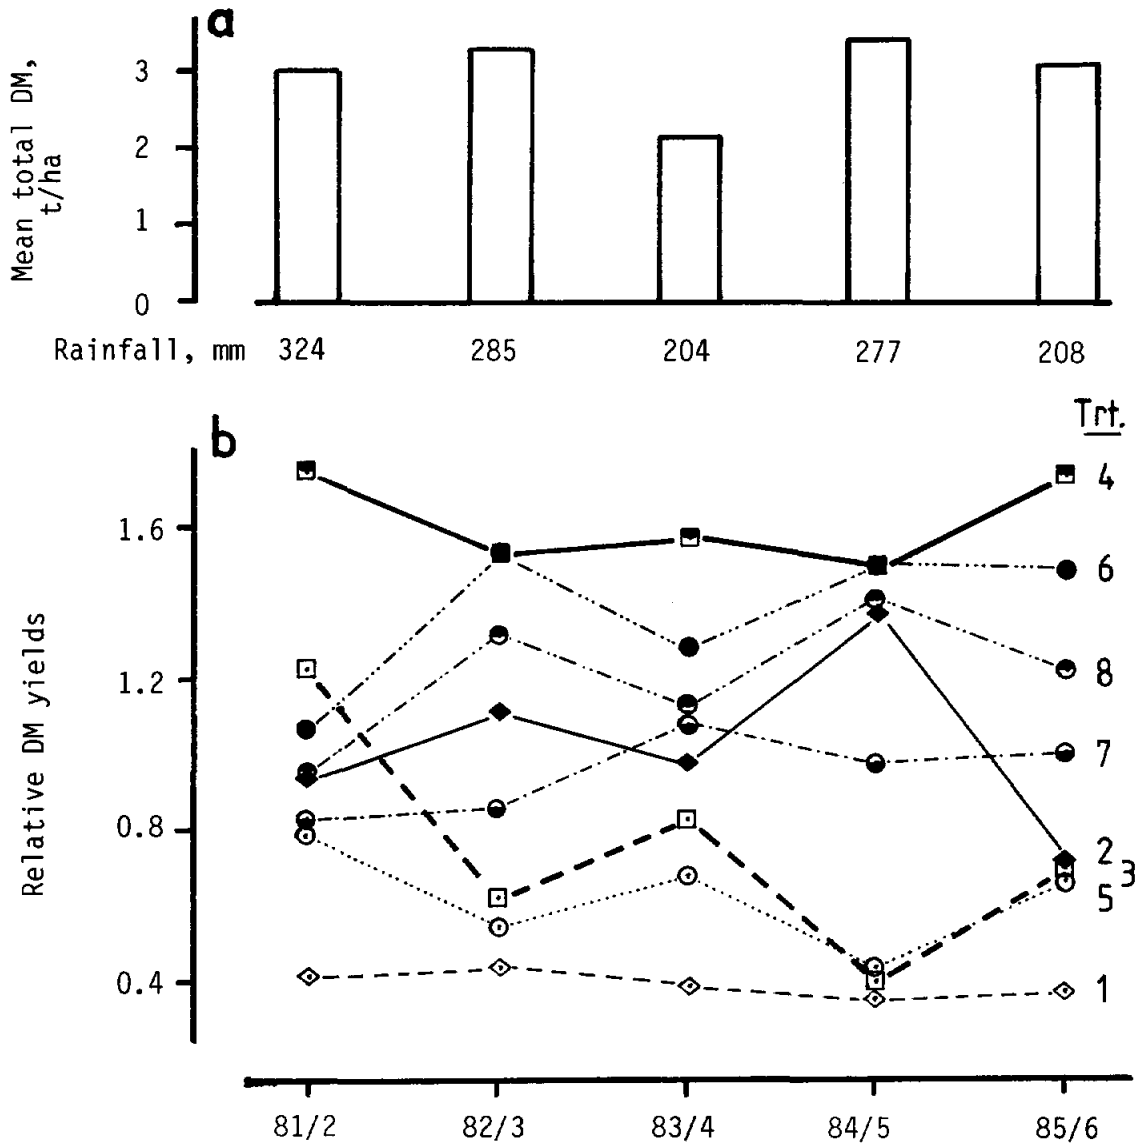 a
Mean total DM,
t/ha
3
2
1
0
Rainfall, mm 324 285 204 277 208
b
Trt.
Relative DM yields
1.6
1.2
0.8
0.4
4
6
8
7
2
3
5
1
81/2 82/3 83/4 84/5 85/6